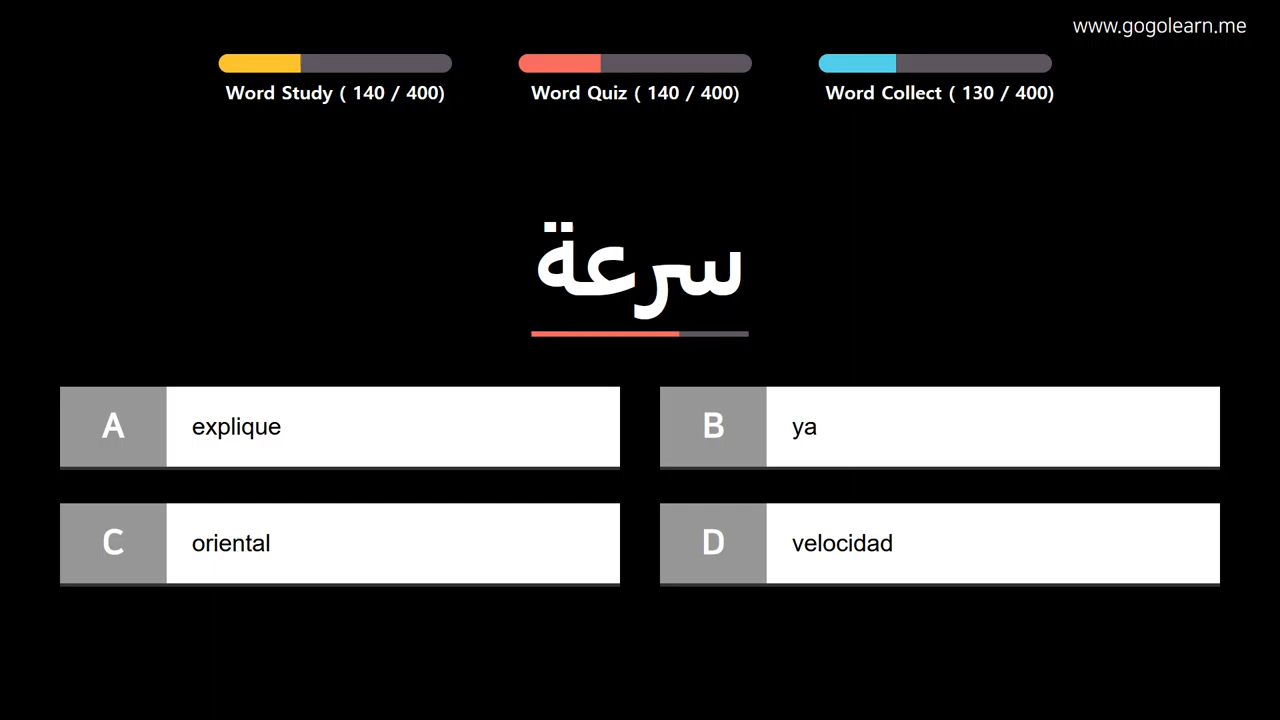 www.gogolearn.me
Word Study ( 140 / 400)
Word Quiz ( 140 / 400)
Word Collect ( 130 / 400)
سرعة
A explique
B ya
C oriental
D velocidad